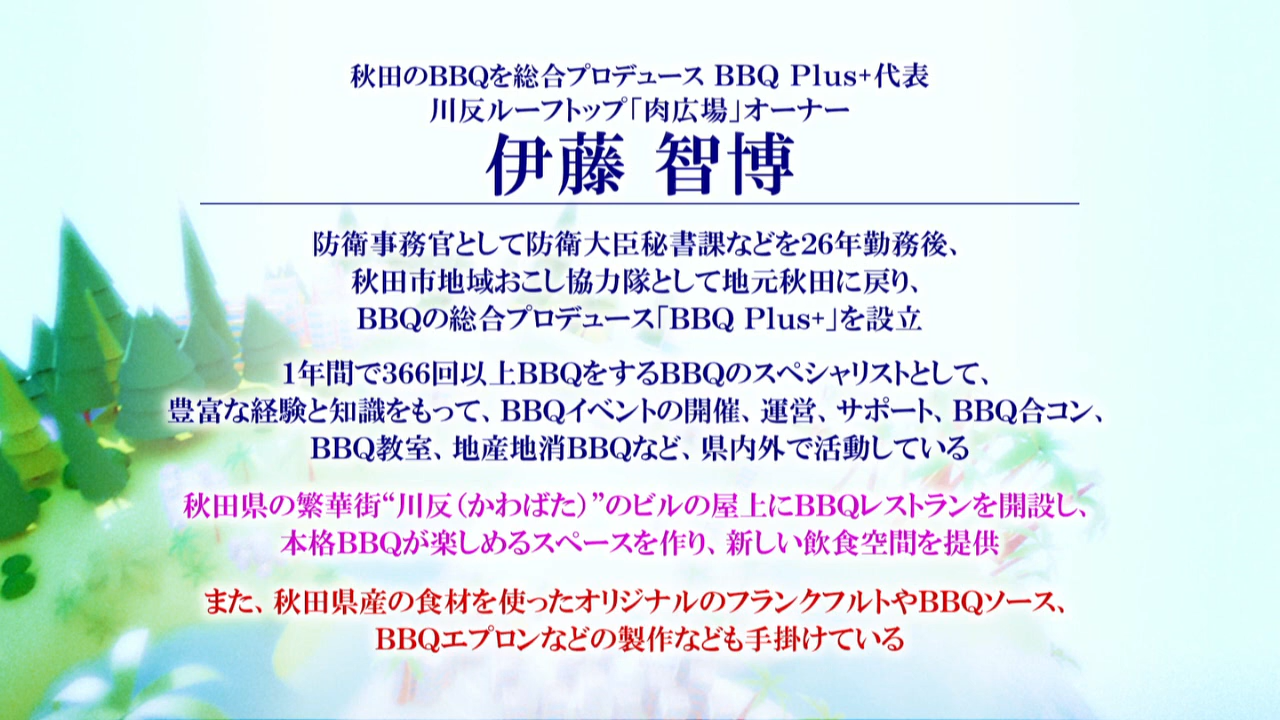 秋田のBBQを総合プロデュース BBQ Plus+代表
川反ルーフトップ「肉広場」オーナー
伊藤 智博
防衛事務官として防衛大臣秘書課などを26年勤務後、
秋田市地域おこし協力隊として地元秋田に戻り、
BBQの総合プロデュース「BBQ Plus+」を設立
1年間で366回以上BBQをするBBQのスペシャリストとして、
豊富な経験と知識をもって、BBQイベントの開催、運営、サポート、BBQ合コン、
BBQ教室、地産地消BBQなど、県内外で活動している
秋田県の繁華街“川反（かわばた）”のビルの屋上にBBQレストランを開設し、
本格BBQが楽しめるスペースを作り、新しい飲食空間を提供
また、秋田県産の食材を使ったオリジナルのフランクフルトやBBQソース、
BBQエプロンなどの製作なども手掛けている